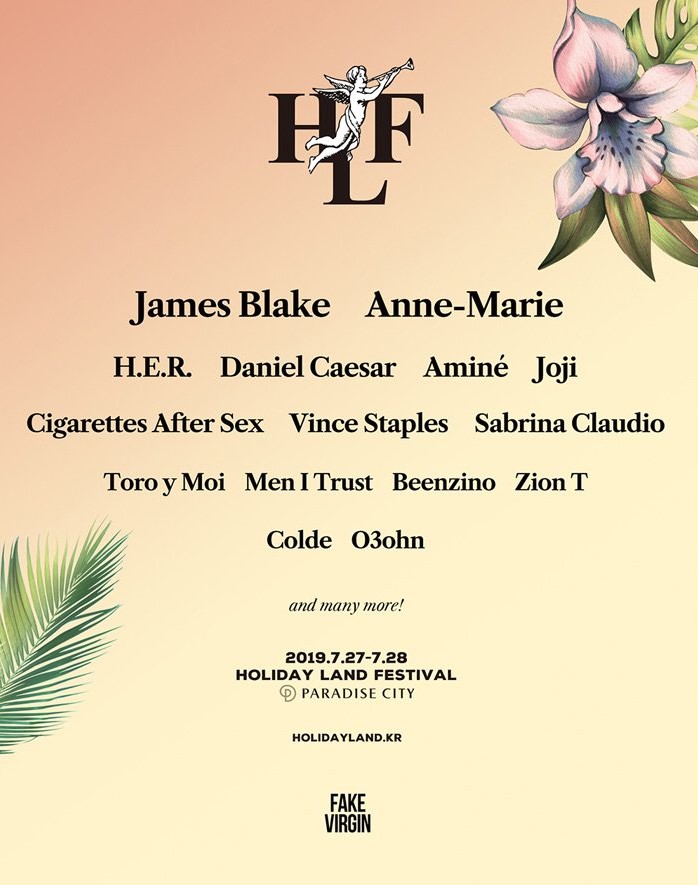 HLF
James Blake Anne-Marie
H.E.R. Daniel Caesar Aminé Joji
Cigarettes After Sex Vince Staples Sabrina Claudio
Toro y Moi Men I Trust Beenzino Zion T
Colde O3ohn
and many more!
2019.7.27-7.28
HOLIDAY LAND FESTIVAL
PARADISE CITY
HOLIDAYLAND.KR
FAKE
VIRGIN